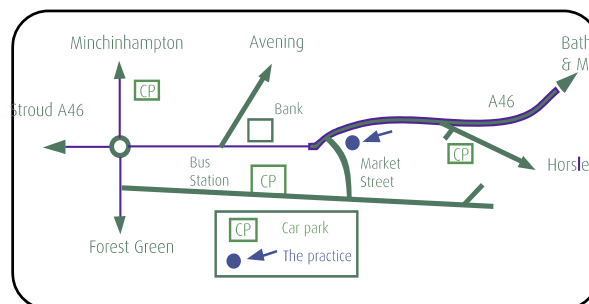 Minchinhampton
Avening
Bath
& M
CP
Stroud A46
Bank
A46
Bus
Station
CP
Market
Street
CP
Horsle
Forest Green
CP
Car park
The practice